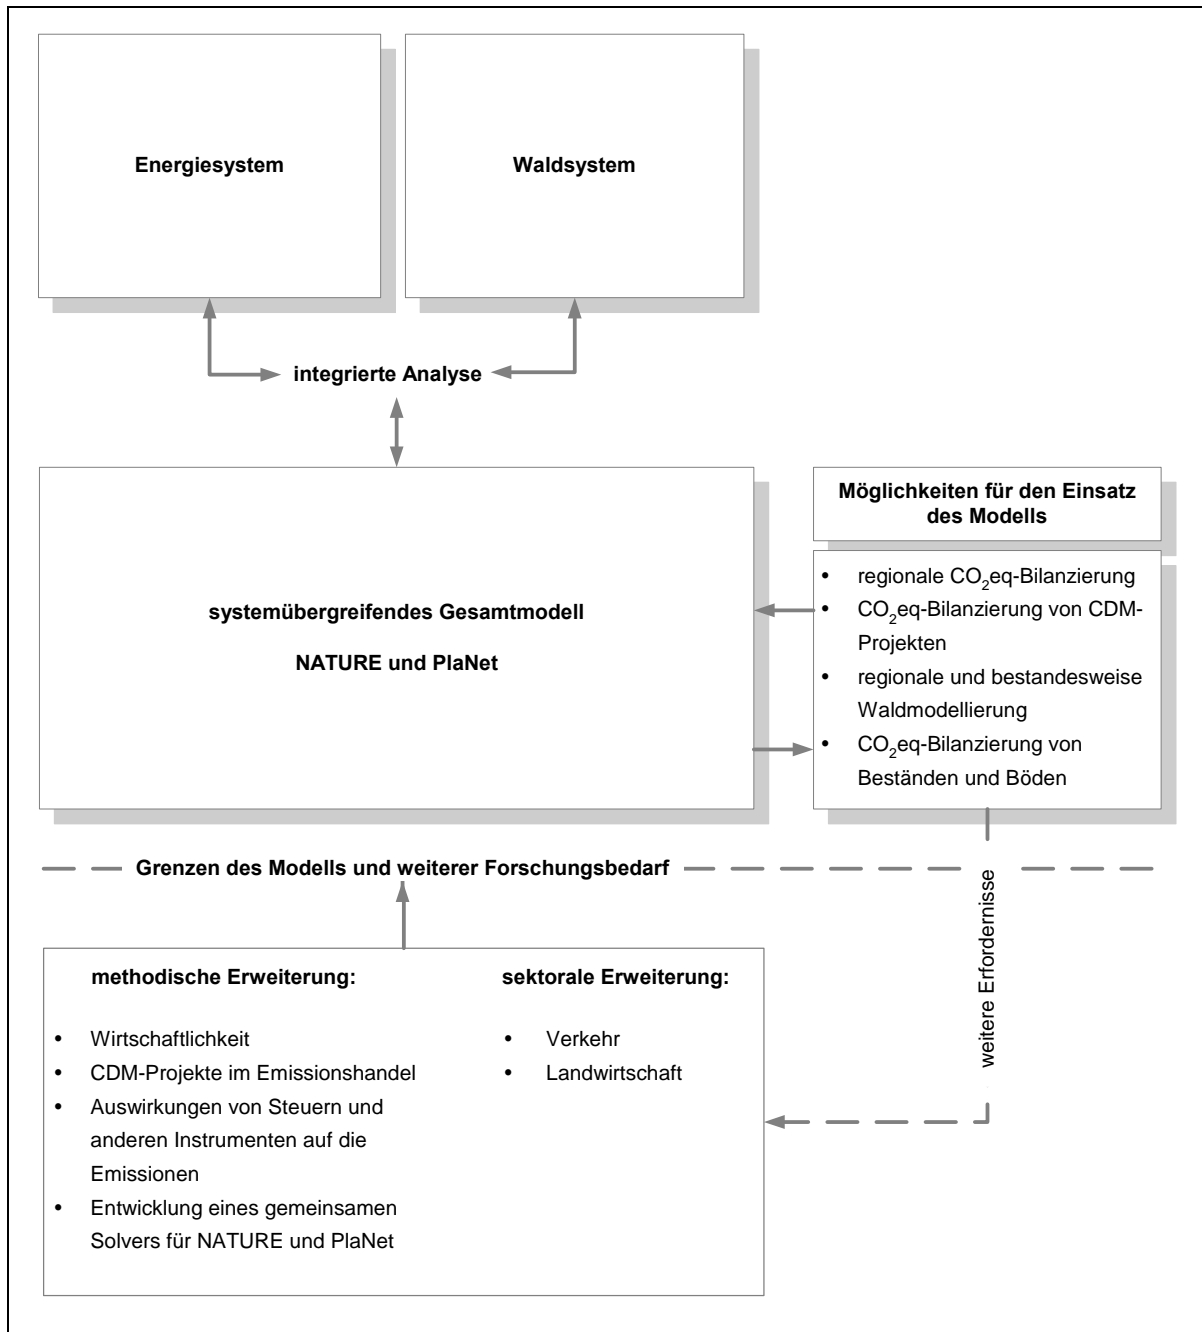 Energiesystem
Waldsystem
integrierte Analyse
systemübergreifendes Gesamtmodell
NATURE und PlaNet
Möglichkeiten für den Einsatz
des Modells
• regionale CO₂eq-Bilanzierung
• CO₂eq-Bilanzierung von CDM-
Projekten
• regionale und bestandesweise
Waldmodellierung
• CO₂eq-Bilanzierung von
Beständen und Böden
Grenzen des Modells und weiterer Forschungsbedarf
weitere Erfordernisse
methodische Erweiterung:
• Wirtschaftlichkeit
• CDM-Projekte im Emissionshandel
• Auswirkungen von Steuern und
anderen Instrumenten auf die
Emissionen
• Entwicklung eines gemeinsamen
Solvers für NATURE und PlaNet
sektorale Erweiterung:
• Verkehr
• Landwirtschaft